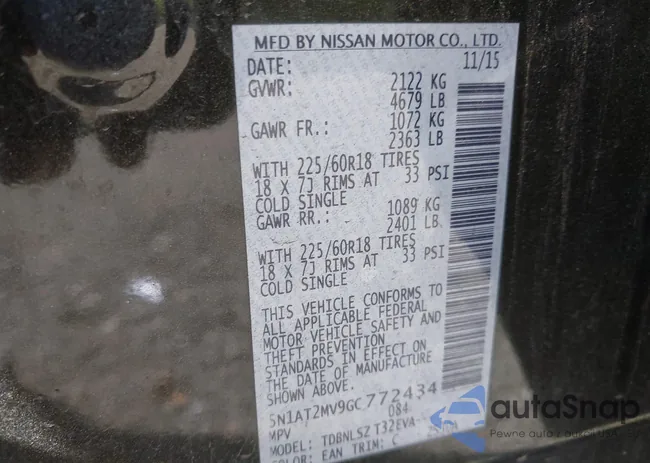 MFD BY NISSAN MOTOR CO., LTD.
DATE: 11/15
GVWR: 2122 KG
4679 LB
GAWR FR.: 1072 KG
2363 LB
WITH 225/60R18 TIRES
18 X 7J RIMS AT 33 PSI
COLD SINGLE
GAWR RR.: 1089 KG
2401 LB
WITH 225/60R18 TIRES
18 X 7J RIMS AT 33 PSI
COLD SINGLE
THIS VEHICLE CONFORMS TO
ALL APPLICABLE FEDERAL
MOTOR VEHICLE SAFETY AND
THEFT PREVENTION
STANDARDS IN EFFECT ON
THE DATE OF MANUFACTURE
SHOWN ABOVE.
5N1AT2MV9GC772434
MPV 084
MODEL: TDBNLSZ T32EVA-
COLOR: EAN TRIM: C
autoSnap
Pewne auto z